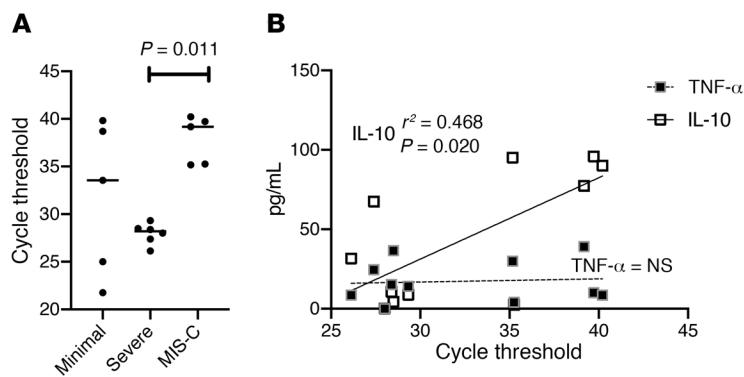 A
P = 0.011
Cycle threshold
45
40
35
30
25
20
Minimal
Severe
MIS-C
B
pg/mL
150
100
50
0
IL-10
r² = 0.468
P = 0.020
TNF-α = NS
25
30
35
40
45
Cycle threshold
TNF-α
IL-10